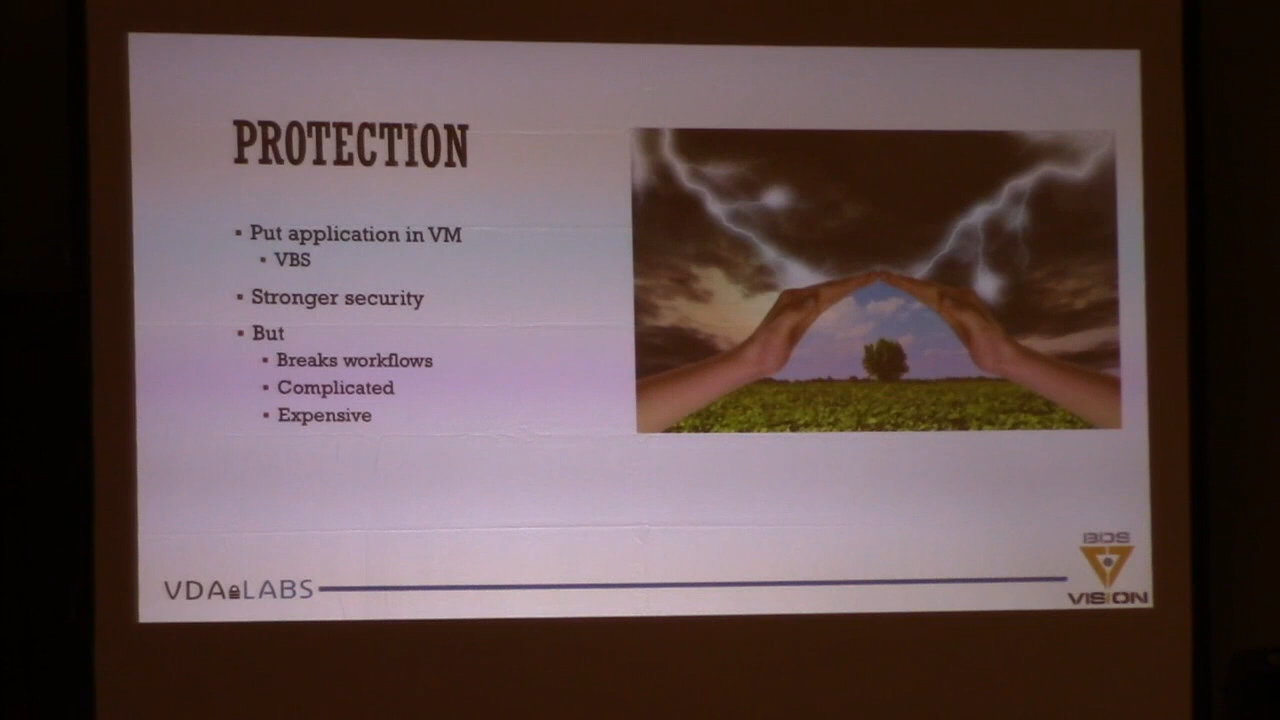 PROTECTION
Put application in VM
VBS
Stronger security
But
Breaks workflows
Complicated
Expensive
VDA LABS
BDS
VISION